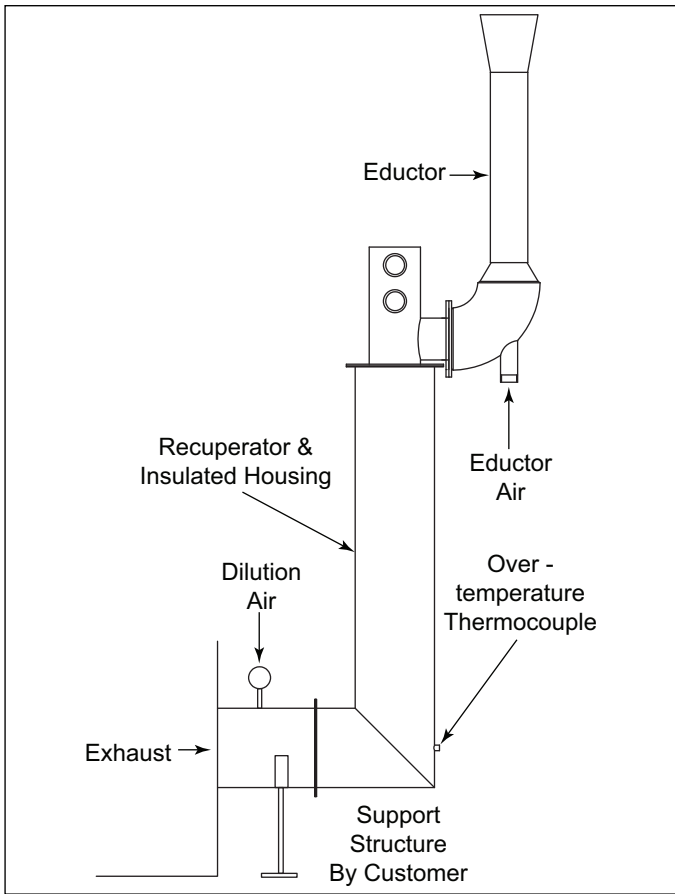 Eductor
Eductor
Air
Recuperator &
Insulated Housing
Over -
temperature
Thermocouple
Dilution
Air
Exhaust
Support
Structure
By Customer